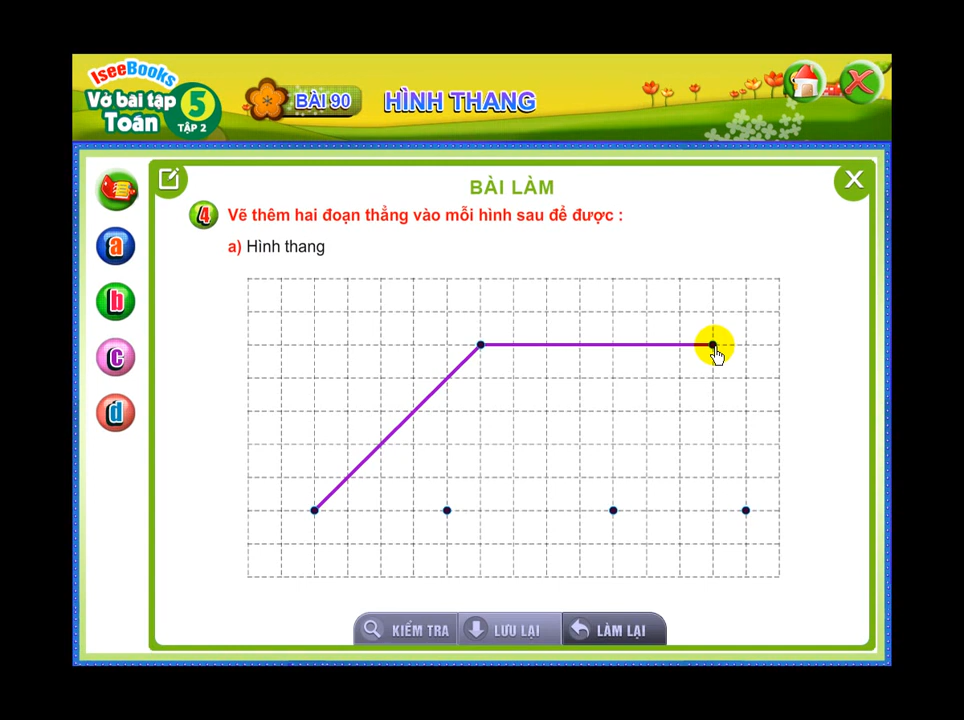 IseeBooks
Vở bài tập
Toán
5
TẬP 2
BÀI 90
HÌNH THANG
BÀI LÀM
4 Vẽ thêm hai đoạn thẳng vào mỗi hình sau để được :
a) Hình thang
a
b
c
d
KIỂM TRA
LƯU LẠI
LÀM LẠI